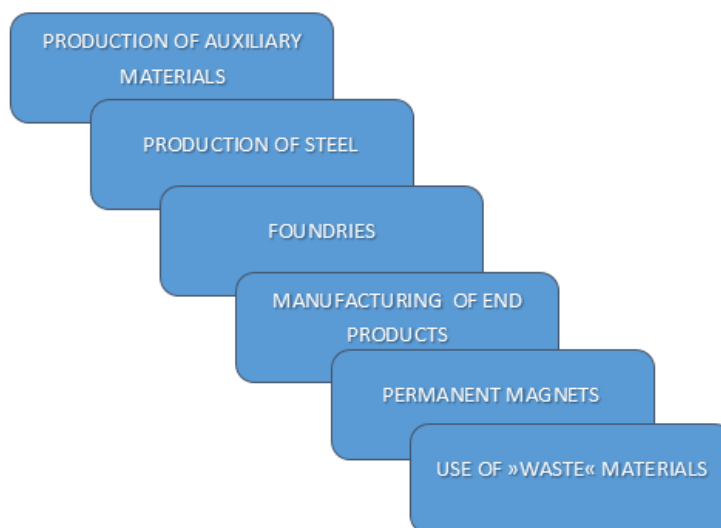 PRODUCTION OF AUXILIARY
MATERIALS
PRODUCTION OF STEEL
FOUNDRIES
MANUFACTURING OF END
PRODUCTS
PERMANENT MAGNETS
USE OF »WASTE« MATERIALS